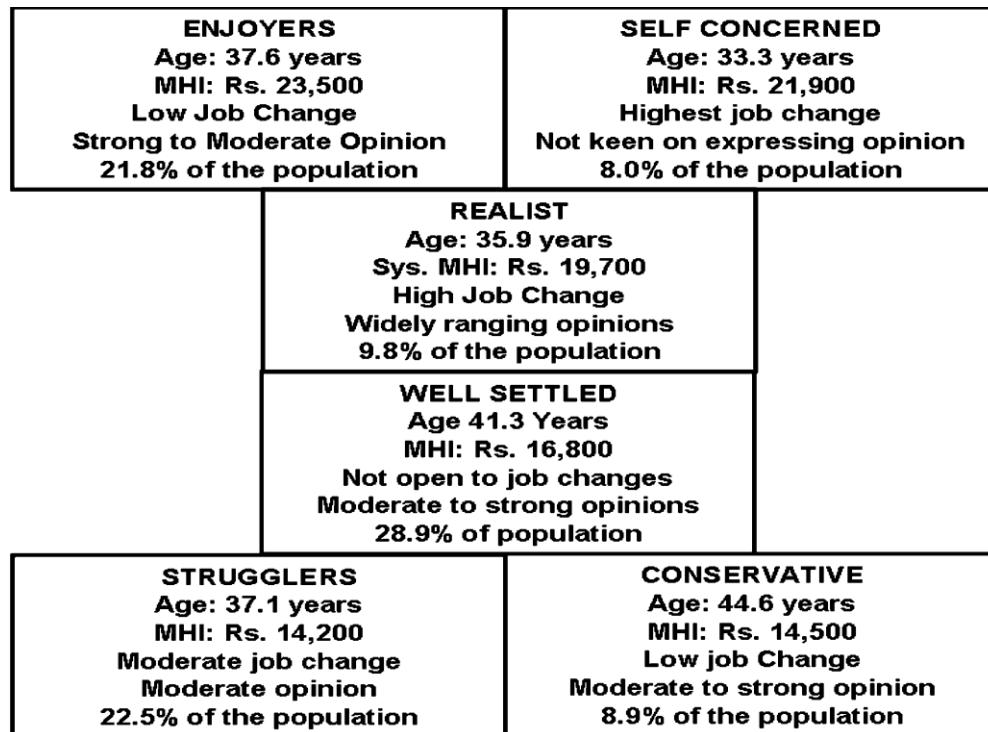 ENJOYERS
Age: 37.6 years
MHI: Rs. 23,500
Low Job Change
Strong to Moderate Opinion
21.8% of the population
SELF CONCERNED
Age: 33.3 years
MHI: Rs. 21,900
Highest job change
Not keen on expressing opinion
8.0% of the population
REALIST
Age: 35.9 years
Sys. MHI: Rs. 19,700
High Job Change
Widely ranging opinions
9.8% of the population
WELL SETTLED
Age 41.3 Years
MHI: Rs. 16,800
Not open to job changes
Moderate to strong opinions
28.9% of population
STRUGGLERS
Age: 37.1 years
MHI: Rs. 14,200
Moderate job change
Moderate opinion
22.5% of the population
CONSERVATIVE
Age: 44.6 years
MHI: Rs. 14,500
Low job Change
Moderate to strong opinion
8.9% of the population